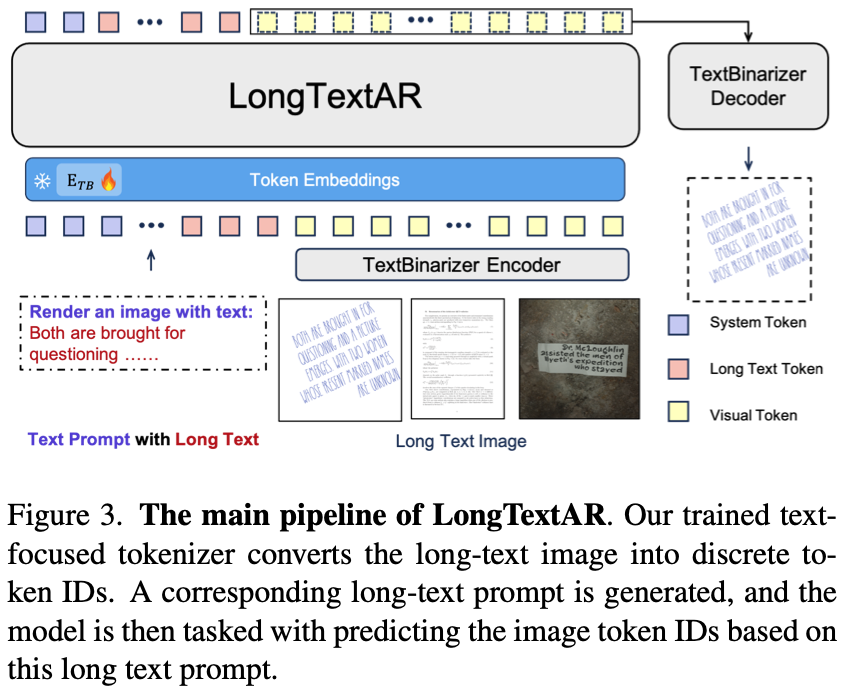 LongTextAR
TextBinarizer
Decoder
E_TB
Token Embeddings
TextBinarizer Encoder
BOTH ARE BROUGHT IN FOR
QUESTIONING AND A PICTURE
EMERGES WITH TWO WOMEN
WHOSE PRESENT MARRIED NAMES
ARE UNKNOWN
Render an image with text:
Both are brought for
questioning ......
BOTH ARE BROUGHT IN FOR
QUESTIONING AND A PICTURE
EMERGES WITH TWO WOMEN
WHOSE PRESENT MARRIED NAMES
ARE UNKNOWN
Dr. McLoughlin
assisted the men of
Wyeth's expedition
who stayed
System Token
Long Text Token
Visual Token
Text Prompt with Long Text
Long Text Image
Figure 3. The main pipeline of LongTextAR. Our trained text-
focused tokenizer converts the long-text image into discrete to-
ken IDs. A corresponding long-text prompt is generated, and the
model is then tasked with predicting the image token IDs based on
this long text prompt.